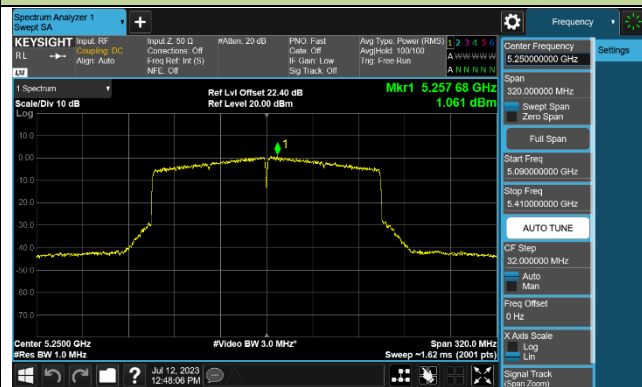 Spectrum Analyzer 1
Swept SA
Frequency
KEYSIGHT
RL
LXI
Input: RF
Coupling: DC
Align: Auto
Input Z: 50 Ω
Corrections: Off
Freq Ref: Int (S)
NFE: Off
#Atten: 20 dB
PNO: Fast
Gate: Off
IF Gain: Low
Sig Track: Off
Avg Type: Power (RMS)
Avg|Hold: 100/100
Trig: Free Run
1 2 3 4 5 6
A W W W W W
A N N N N N
1 Spectrum
Scale/Div 10 dB
Log
Ref Lvl Offset 22.40 dB
Ref Level 20.00 dBm
Mkr1 5.257 68 GHz
1.061 dBm
10.0
0.00
-10.0
-20.0
-30.0
-40.0
-50.0
-60.0
-70.0
1
Center 5.2500 GHz
#Res BW 1.0 MHz
#Video BW 3.0 MHz*
Span 320.0 MHz
Sweep ~1.62 ms (2001 pts)
Jul 12, 2023
12:48:06 PM
Center Frequency
5.250000000 GHz
Settings
Span
320.000000 MHz
Swept Span
Zero Span
Full Span
Start Freq
5.090000000 GHz
Stop Freq
5.410000000 GHz
AUTO TUNE
CF Step
32.000000 MHz
Auto
Man
Freq Offset
0 Hz
X Axis Scale
Log
Lin
Signal Track
(Span Zoom)